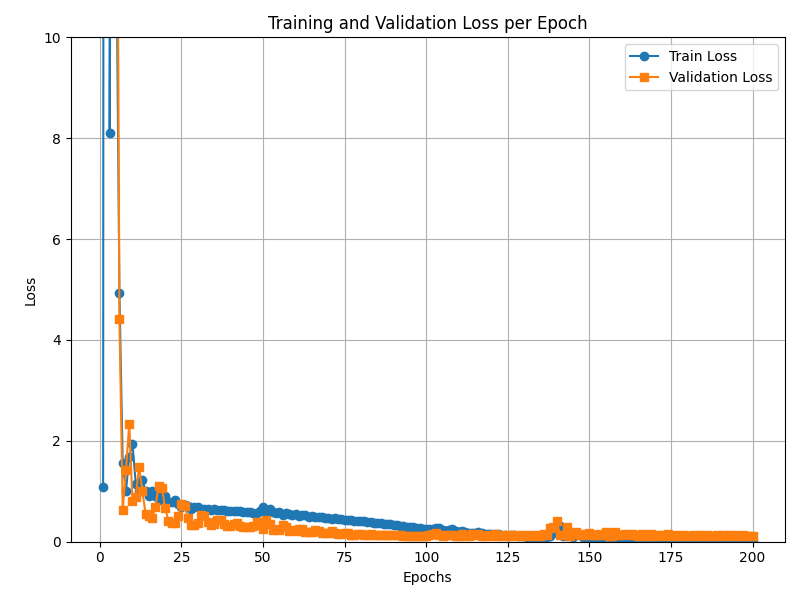 Training and Validation Loss per Epoch
Train Loss
Validation Loss
Loss
10
8
6
4
2
0
0 25 50 75 100 125 150 175 200
Epochs